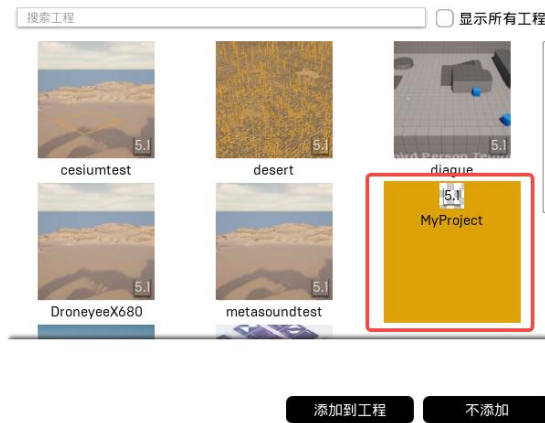 搜索工程
显示所有工程
5.1
5.1
5.1
cesiumtest
desert
diaque
5.1
5.1
5.1
MyProject
DroneyeeX680
metasoundtest
添加到工程
不添加